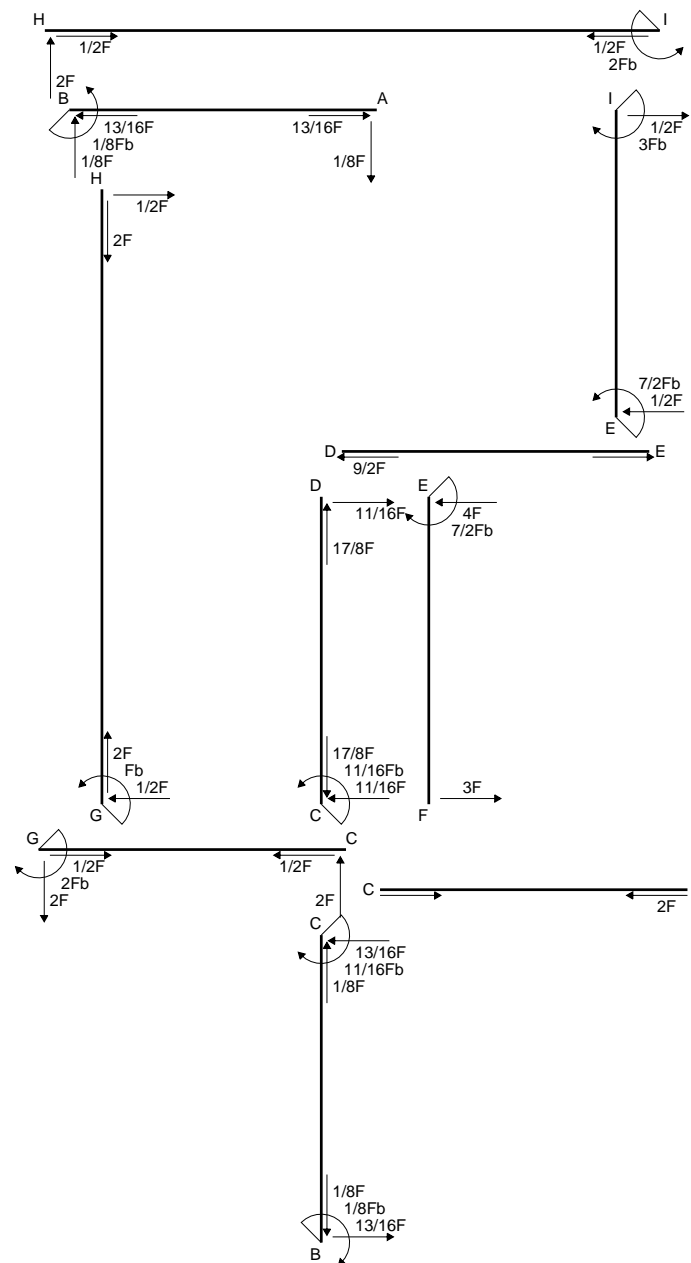 H I
1/2F 1/2F
2Fb
2F
B A I
13/16F 13/16F 1/2F
1/8Fb 3Fb
1/8F 1/8F
H
1/2F
2F
7/2Fb
1/2F
E
D E
9/2F
D E
11/16F 4F
7/2Fb
17/8F
2F 17/8F
Fb 11/16Fb
1/2F 11/16F 3F
G C F
G C
1/2F 1/2F
2Fb
2F 2F C 2F
C
13/16F
11/16Fb
1/8F
1/8F
1/8Fb
13/16F
B